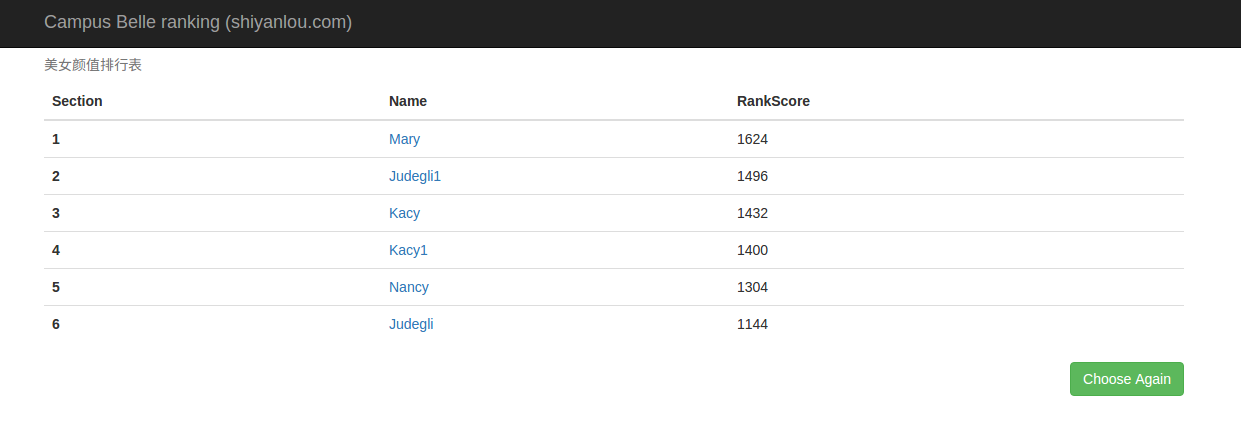 Campus Belle ranking (shiyanlou.com)
美女颜值排行表
Section Name RankScore
1 Mary 1624
2 Judegli1 1496
3 Kacy 1432
4 Kacy1 1400
5 Nancy 1304
6 Judegli 1144
Choose Again